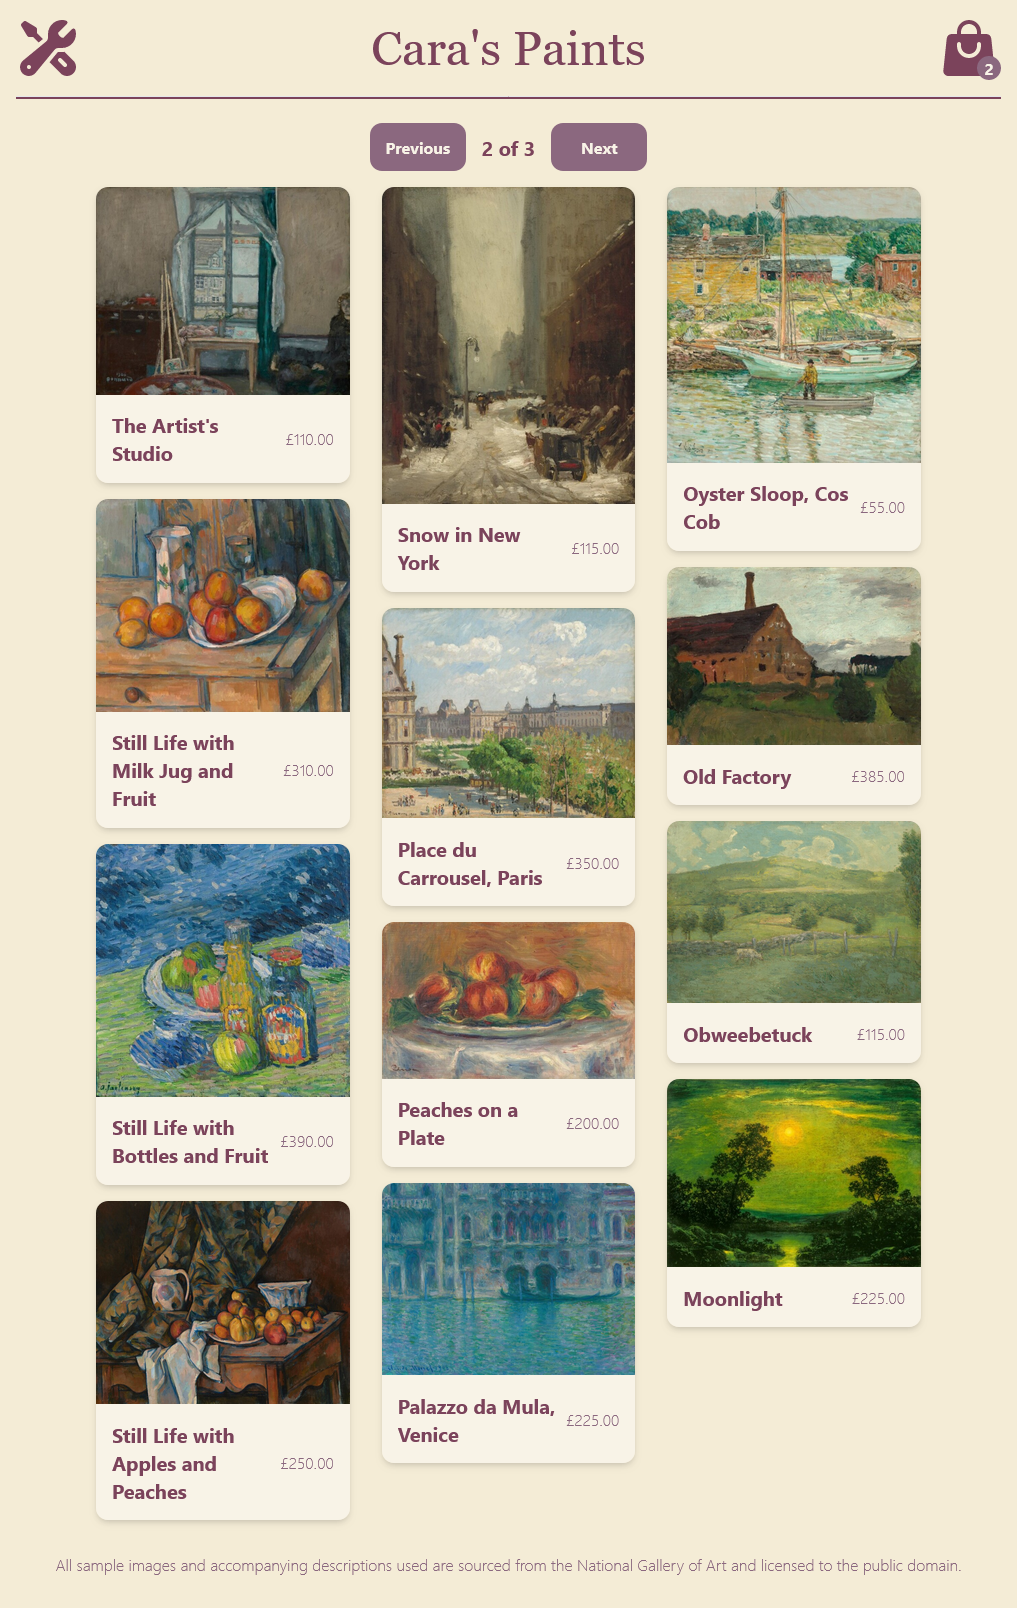 Cara's Paints
2
Previous
2 of 3
Next
The Artist's
Studio
£110.00
Still Life with
Milk Jug and
Fruit
£310.00
Still Life with
Bottles and Fruit
£390.00
Still Life with
Apples and
Peaches
£250.00
Snow in New
York
£115.00
Place du
Carrousel, Paris
£350.00
Peaches on a
Plate
£200.00
Palazzo da Mula,
Venice
£225.00
Oyster Sloop, Cos
Cob
£55.00
Old Factory
£385.00
Obweebetuck
£115.00
Moonlight
£225.00
All sample images and accompanying descriptions used are sourced from the National Gallery of Art and licensed to the public domain.